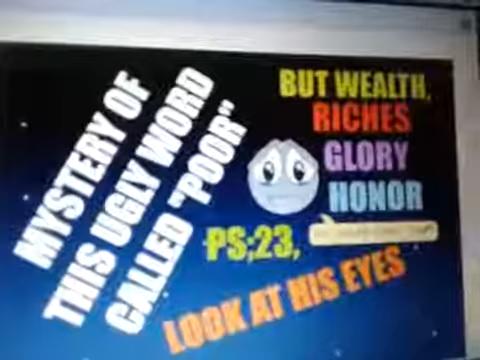 MYSTERY OF
THIS UGLY WORD
CALLED "POOR"
BUT WEALTH,
RICHES
GLORY
HONOR
PS;23,
LOOK AT HIS EYES